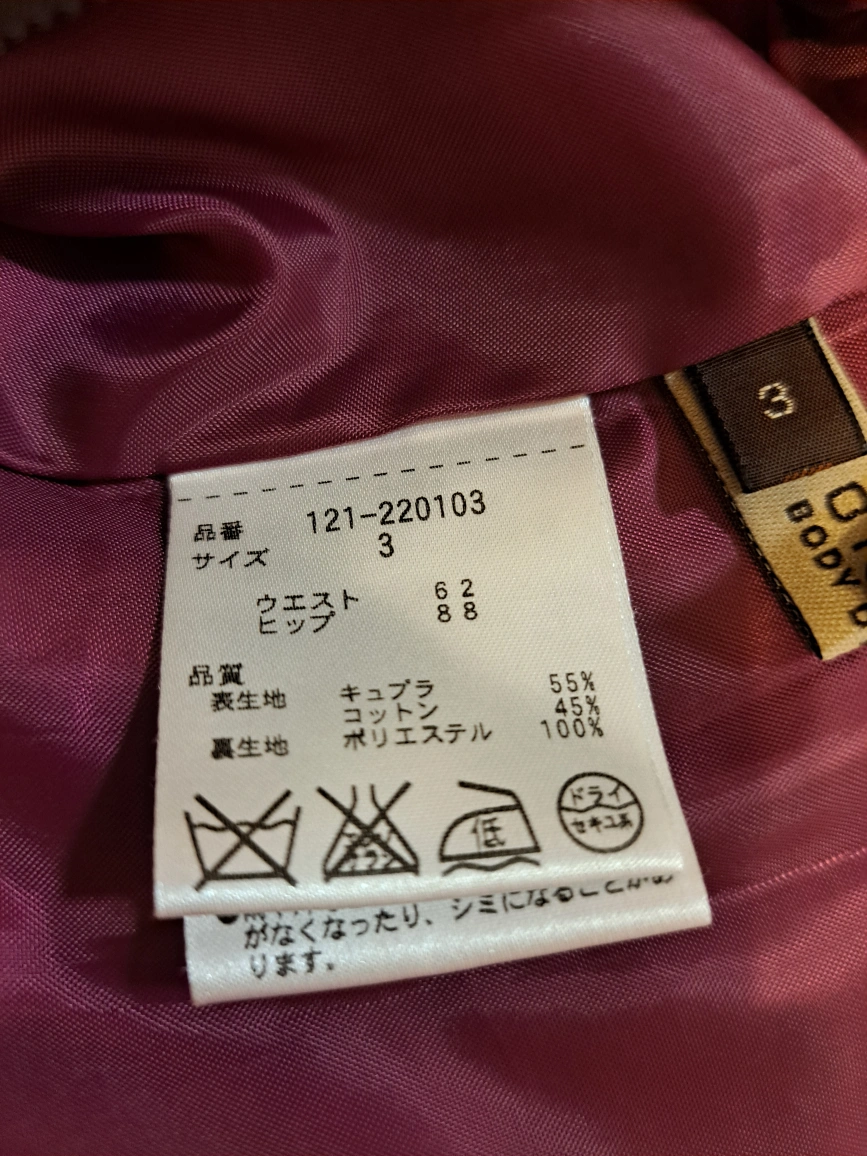 品番 121-220103
サイズ 3
ウエスト 62
ヒップ 88
品質
表生地 キュプラ 55%
コットン 45%
裏生地 ポリエステル 100%
低
ドライ
セキユ系
がなくなったり、シミになることがあ
ります。
3
BODY